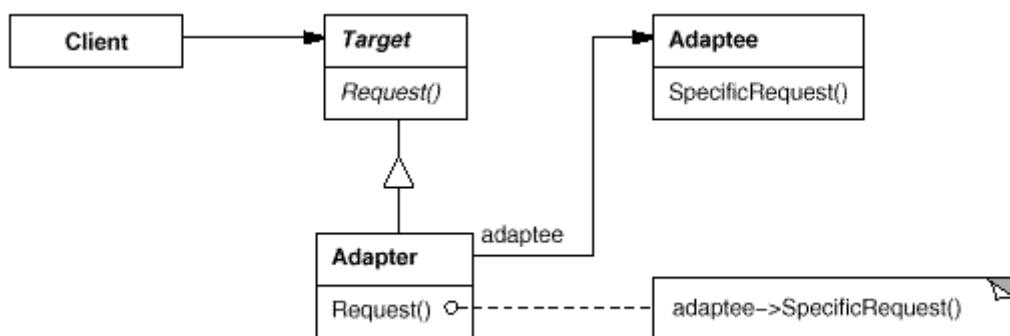 Client
Target
Request()
Adaptee
SpecificRequest()
adaptee
Adapter
Request()
adaptee->SpecificRequest()